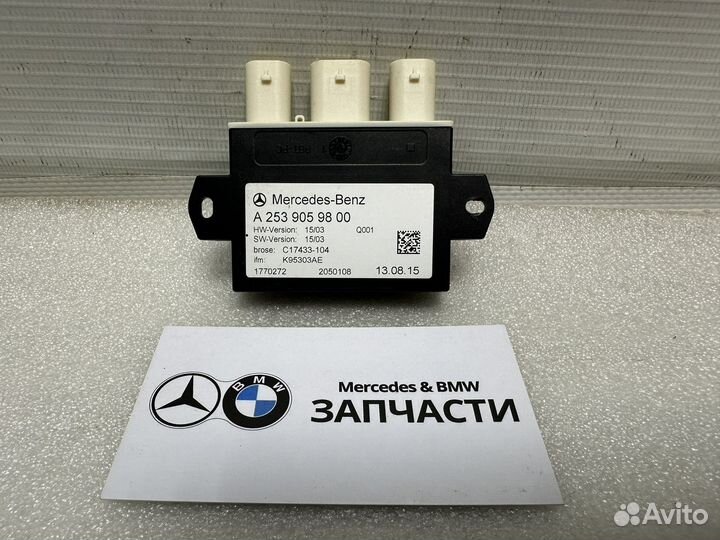 Mercedes-Benz
A 253 905 98 00
HW-Version: 15/03 Q001
SW-Version: 15/03
brose: C17433-104
ifm: K95303AE
1770272 2050108 13.08.15
BMW
Mercedes & BMW
ЗАПЧАСТИ
Avito